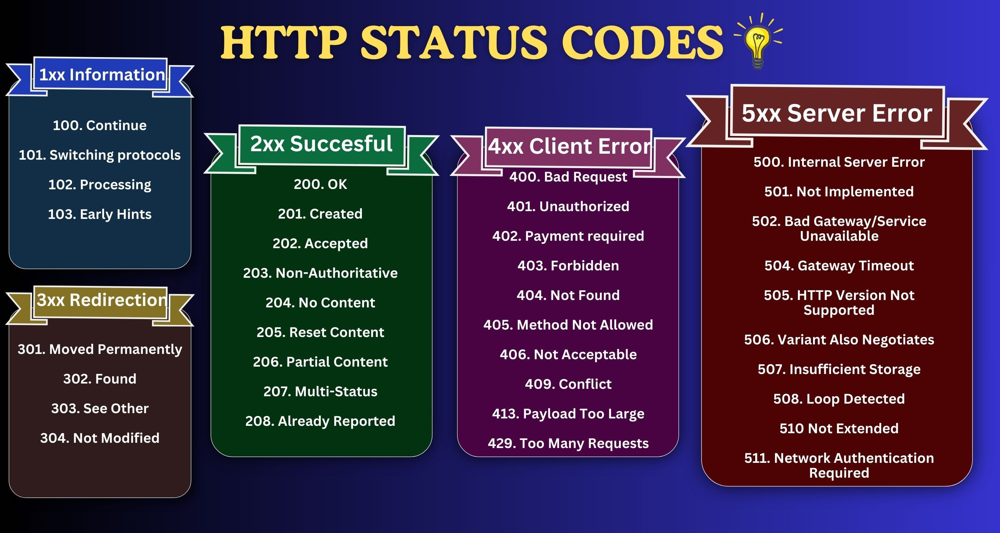 HTTP STATUS CODES
1xx Information
100. Continue
101. Switching protocols
102. Processing
103. Early Hints
3xx Redirection
301. Moved Permanently
302. Found
303. See Other
304. Not Modified
2xx Succesful
200. OK
201. Created
202. Accepted
203. Non-Authoritative
204. No Content
205. Reset Content
206. Partial Content
207. Multi-Status
208. Already Reported
4xx Client Error
400. Bad Request
401. Unauthorized
402. Payment required
403. Forbidden
404. Not Found
405. Method Not Allowed
406. Not Acceptable
409. Conflict
413. Payload Too Large
429. Too Many Requests
5xx Server Error
500. Internal Server Error
501. Not Implemented
502. Bad Gateway/Service
Unavailable
504. Gateway Timeout
505. HTTP Version Not
Supported
506. Variant Also Negotiates
507. Insufficient Storage
508. Loop Detected
510 Not Extended
511. Network Authentication
Required